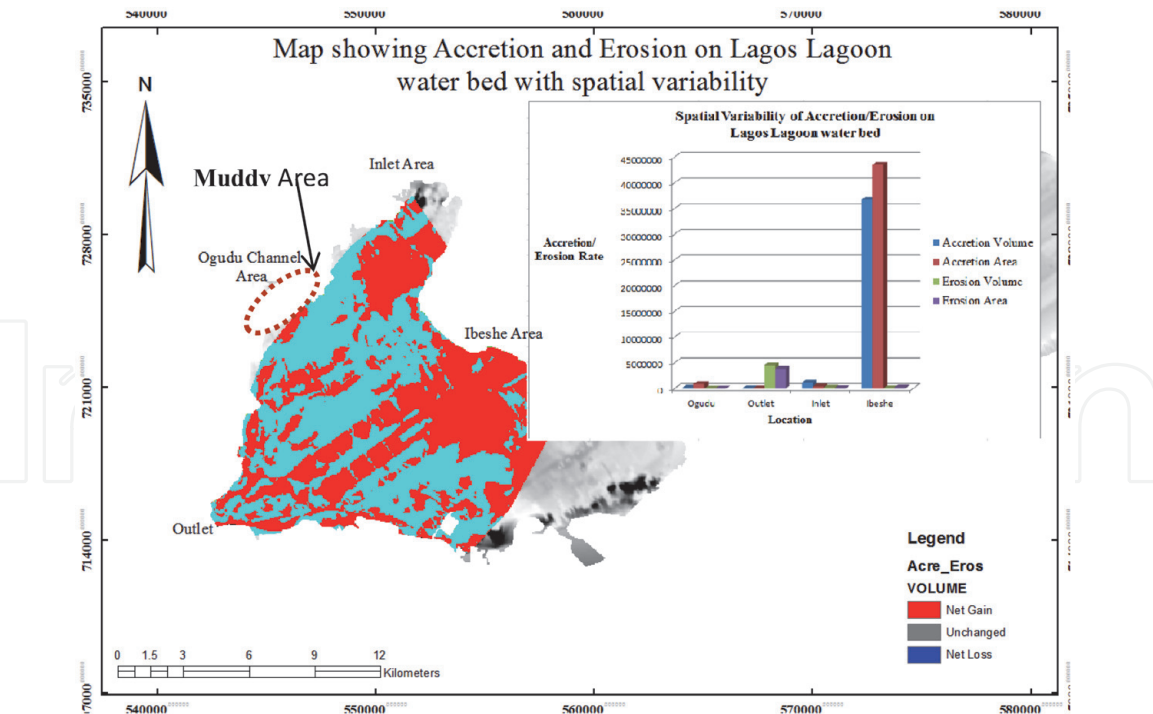 540000 550000 560000 570000 580000
Map showing Accretion and Erosion on Lagos Lagoon
water bed with spatial variability
N
735000
728000
721000
714000
Muddv Area
Inlet Area
Ogudu Channel
Area
Ibeshe Area
Outlet
Spatial Variability of Accretion/Erosion on
Lagos Lagoon water bed
Accretion/
Erosion Rate
45000000
40000000
35000000
30000000
25000000
20000000
15000000
10000000
5000000
0
Ogudu Outlet Inlet Ibeshe
Location
Accretion Volume
Accretion Area
Erosion Volume
Erosion Area
Legend
Acre_Eros
VOLUME
Net Gain
Unchanged
Net Loss
0 1.5 3 6 9 12
Kilometers
540000 550000 560000 570000 580000